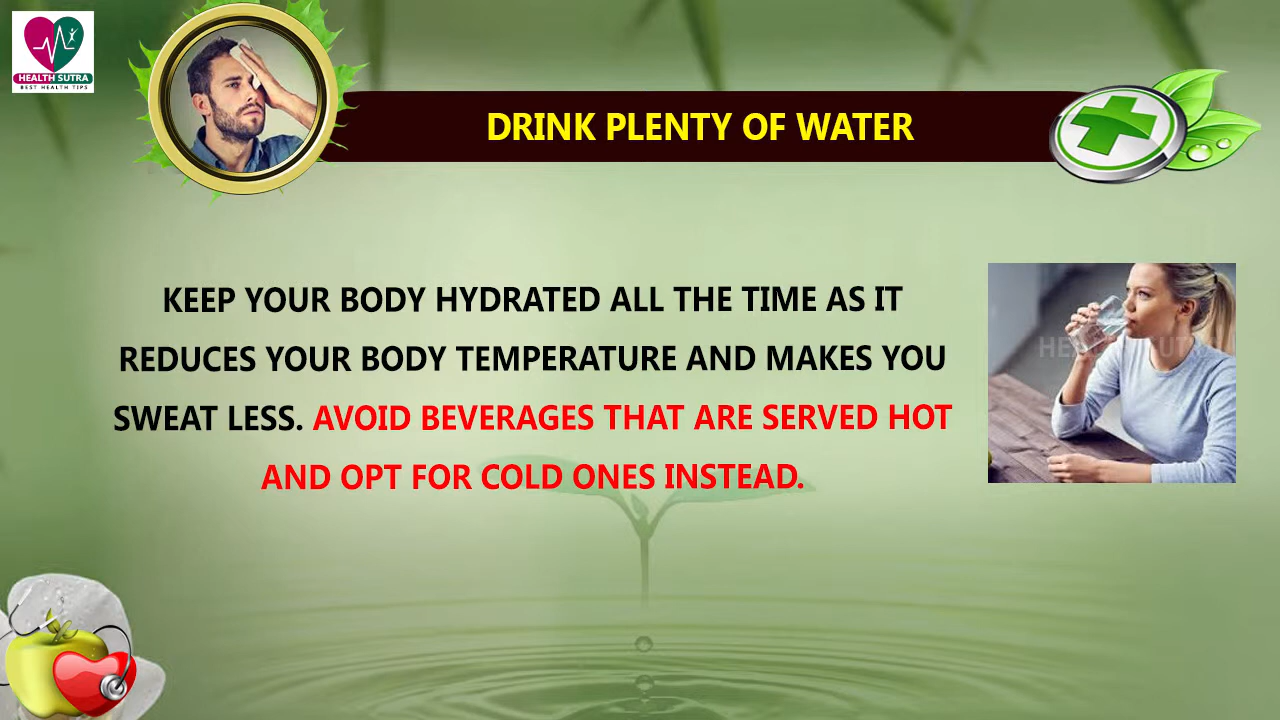 HEALTH SUTRA
BEST HEALTH TIPS
DRINK PLENTY OF WATER
KEEP YOUR BODY HYDRATED ALL THE TIME AS IT
REDUCES YOUR BODY TEMPERATURE AND MAKES YOU
SWEAT LESS. AVOID BEVERAGES THAT ARE SERVED HOT
AND OPT FOR COLD ONES INSTEAD.
HEALTH SUTRA